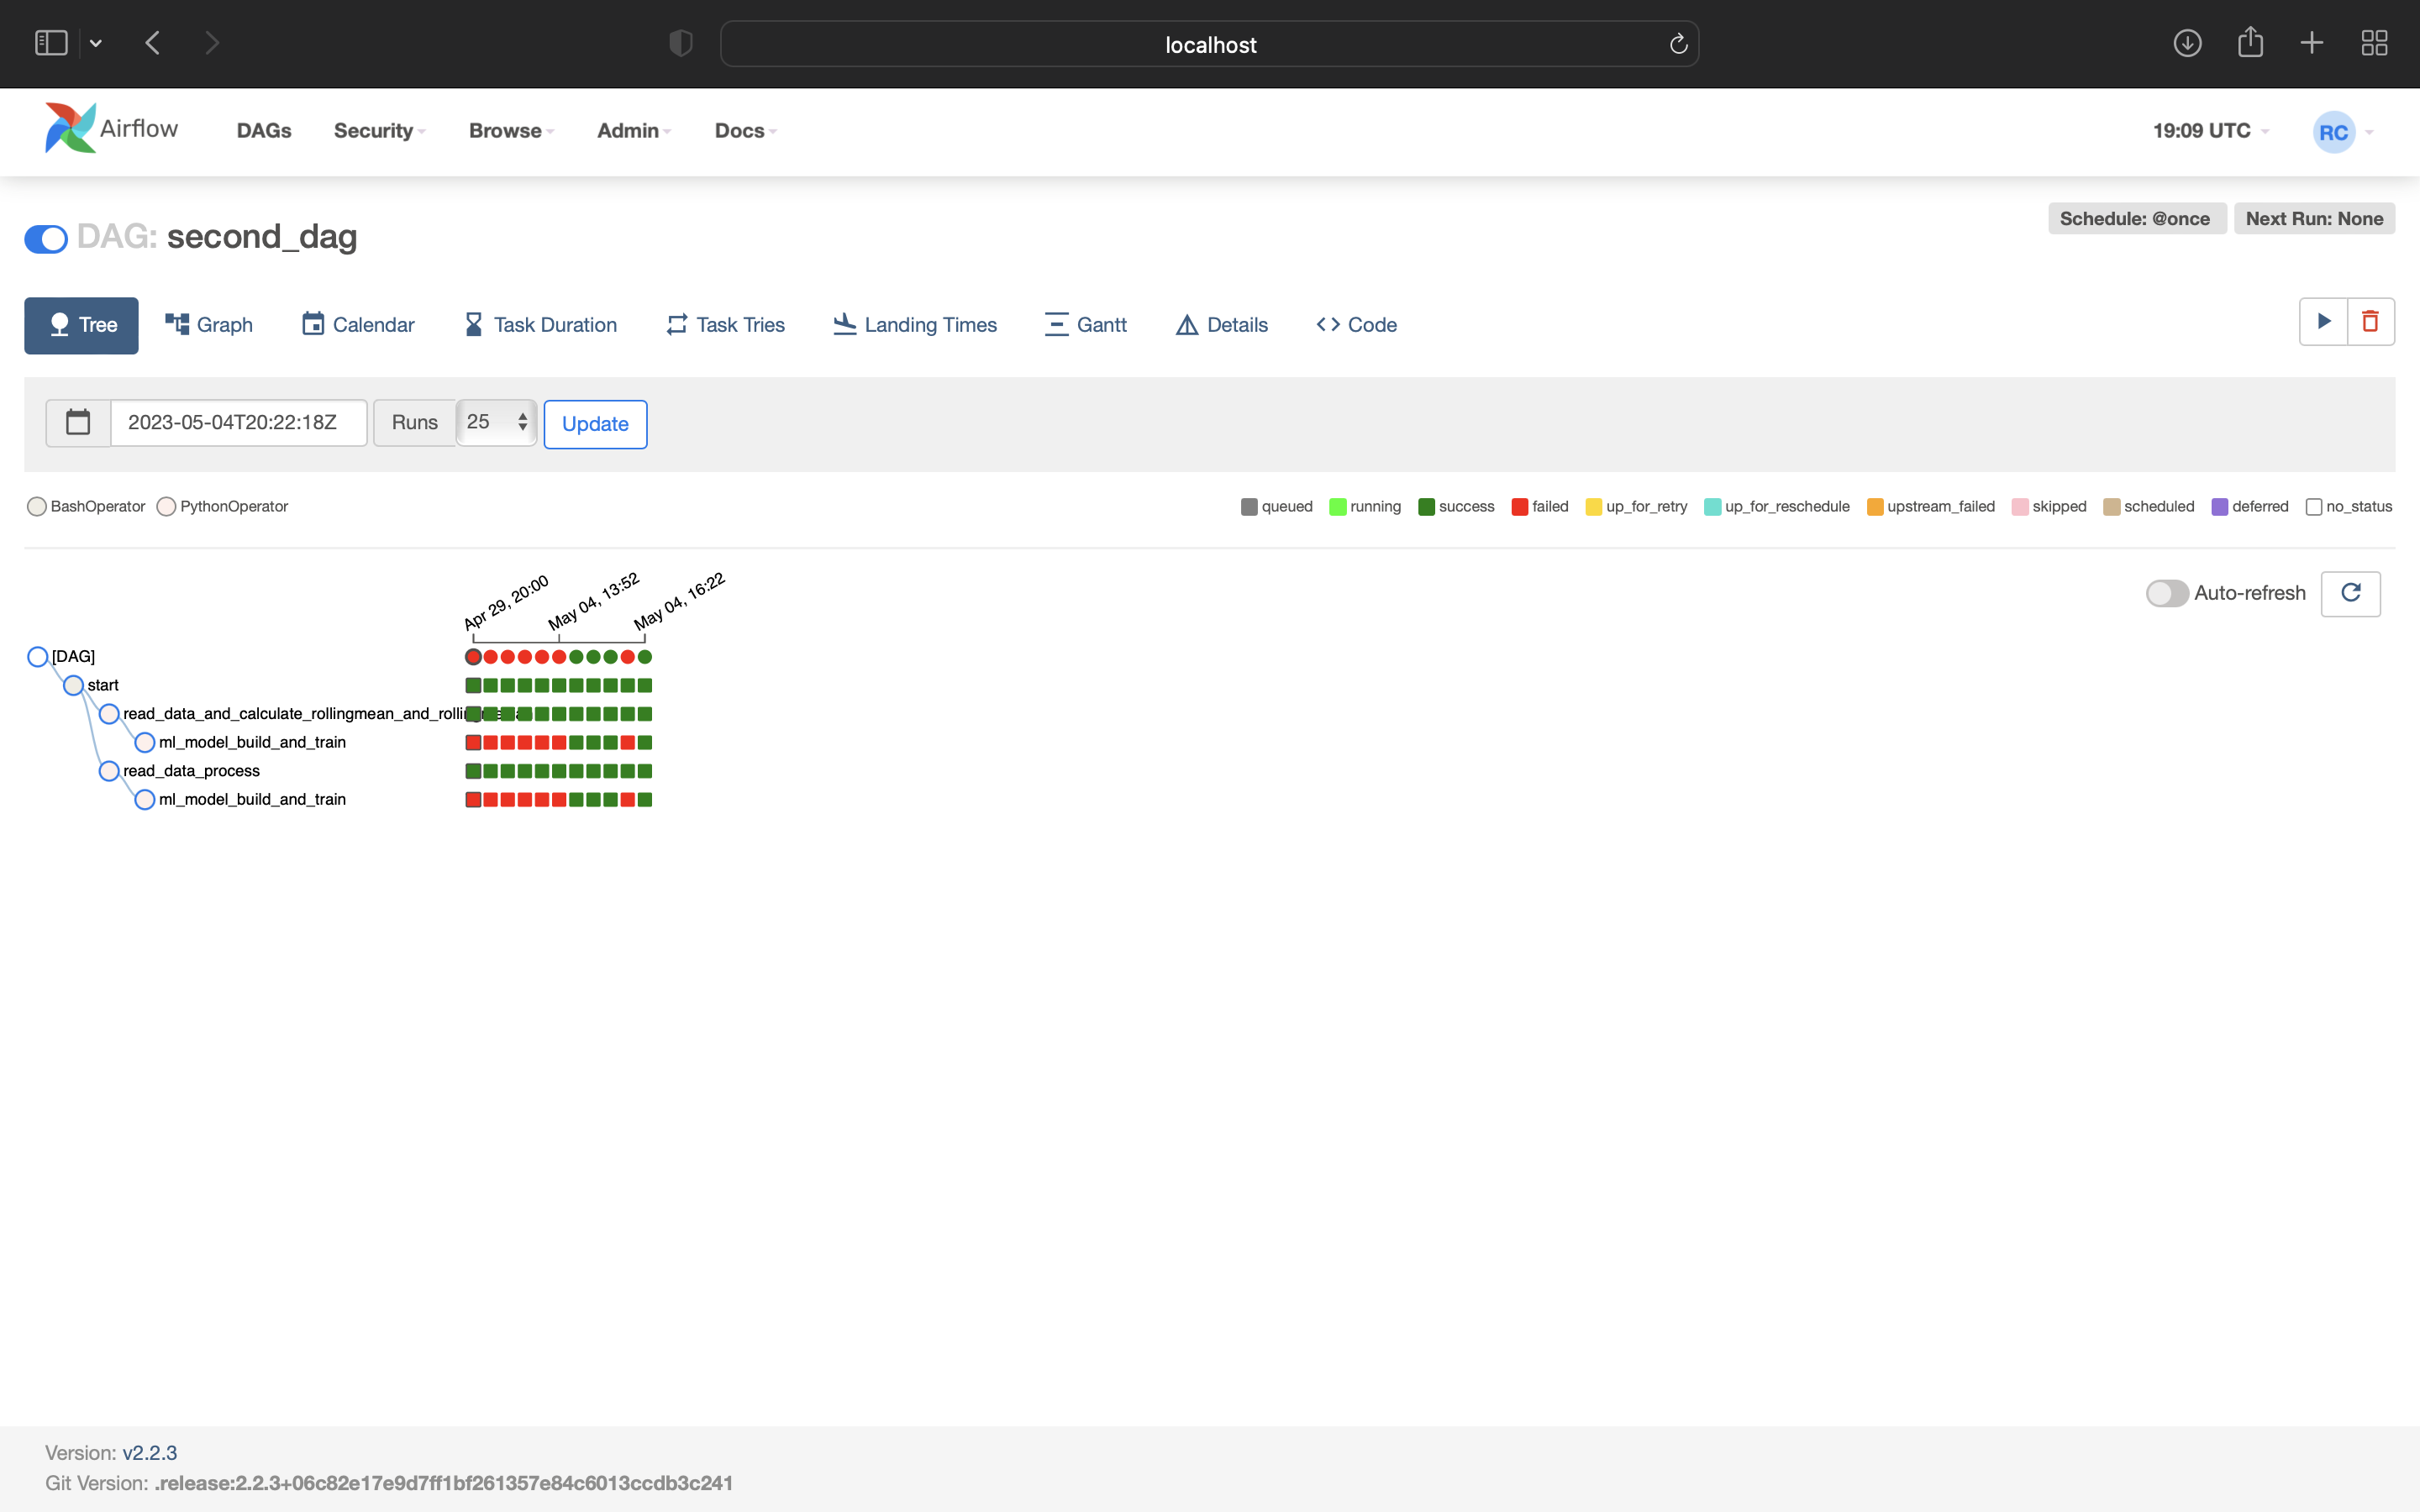 localhost
Airflow DAGs Security Browse Admin Docs 19:09 UTC RC
DAG: second_dag Schedule: @once Next Run: None
Tree Graph Calendar Task Duration Task Tries Landing Times Gantt Details Code
2023-05-04T20:22:18Z Runs 25 Update
BashOperator PythonOperator queued running success failed up_for_retry up_for_reschedule upstream_failed skipped scheduled deferred no_status
Apr 29, 20:00 May 04, 13:52 May 04, 16:22
Auto-refresh
[DAG]
start
ml_model_build_and_train
read_data_process
ml_model_build_and_train
Version: v2.2.3
Git Version: .release:2.2.3+06c82e17e9d7ff1bf261357e84c6013ccdb3c241